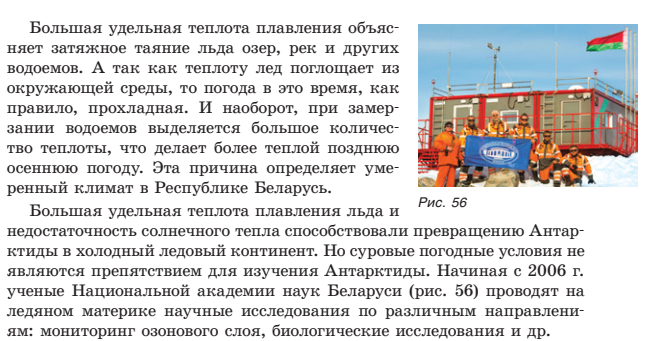 Большая удельная теплота плавления объяс-
няет затяжное таяние льда озер, рек и других
водоемов. А так как теплоту лед поглощает из
окружающей среды, то погода в это время, как
правило, прохладная. И наоборот, при замер-
зании водоемов выделяется большое количес-
тво теплоты, что делает более теплой позднюю
осеннюю погоду. Эта причина определяет уме-
ренный климат в Республике Беларусь.
Рис. 56
Большая удельная теплота плавления льда и
недостаточность солнечного тепла способствовали превращению Антар-
ктиды в холодный ледовый континент. Но суровые погодные условия не
являются препятствием для изучения Антарктиды. Начиная с 2006 г.
ученые Национальной академии наук Беларуси (рис. 56) проводят на
ледяном материке научные исследования по различным направлени-
ям: мониторинг озонового слоя, биологические исследования и др.